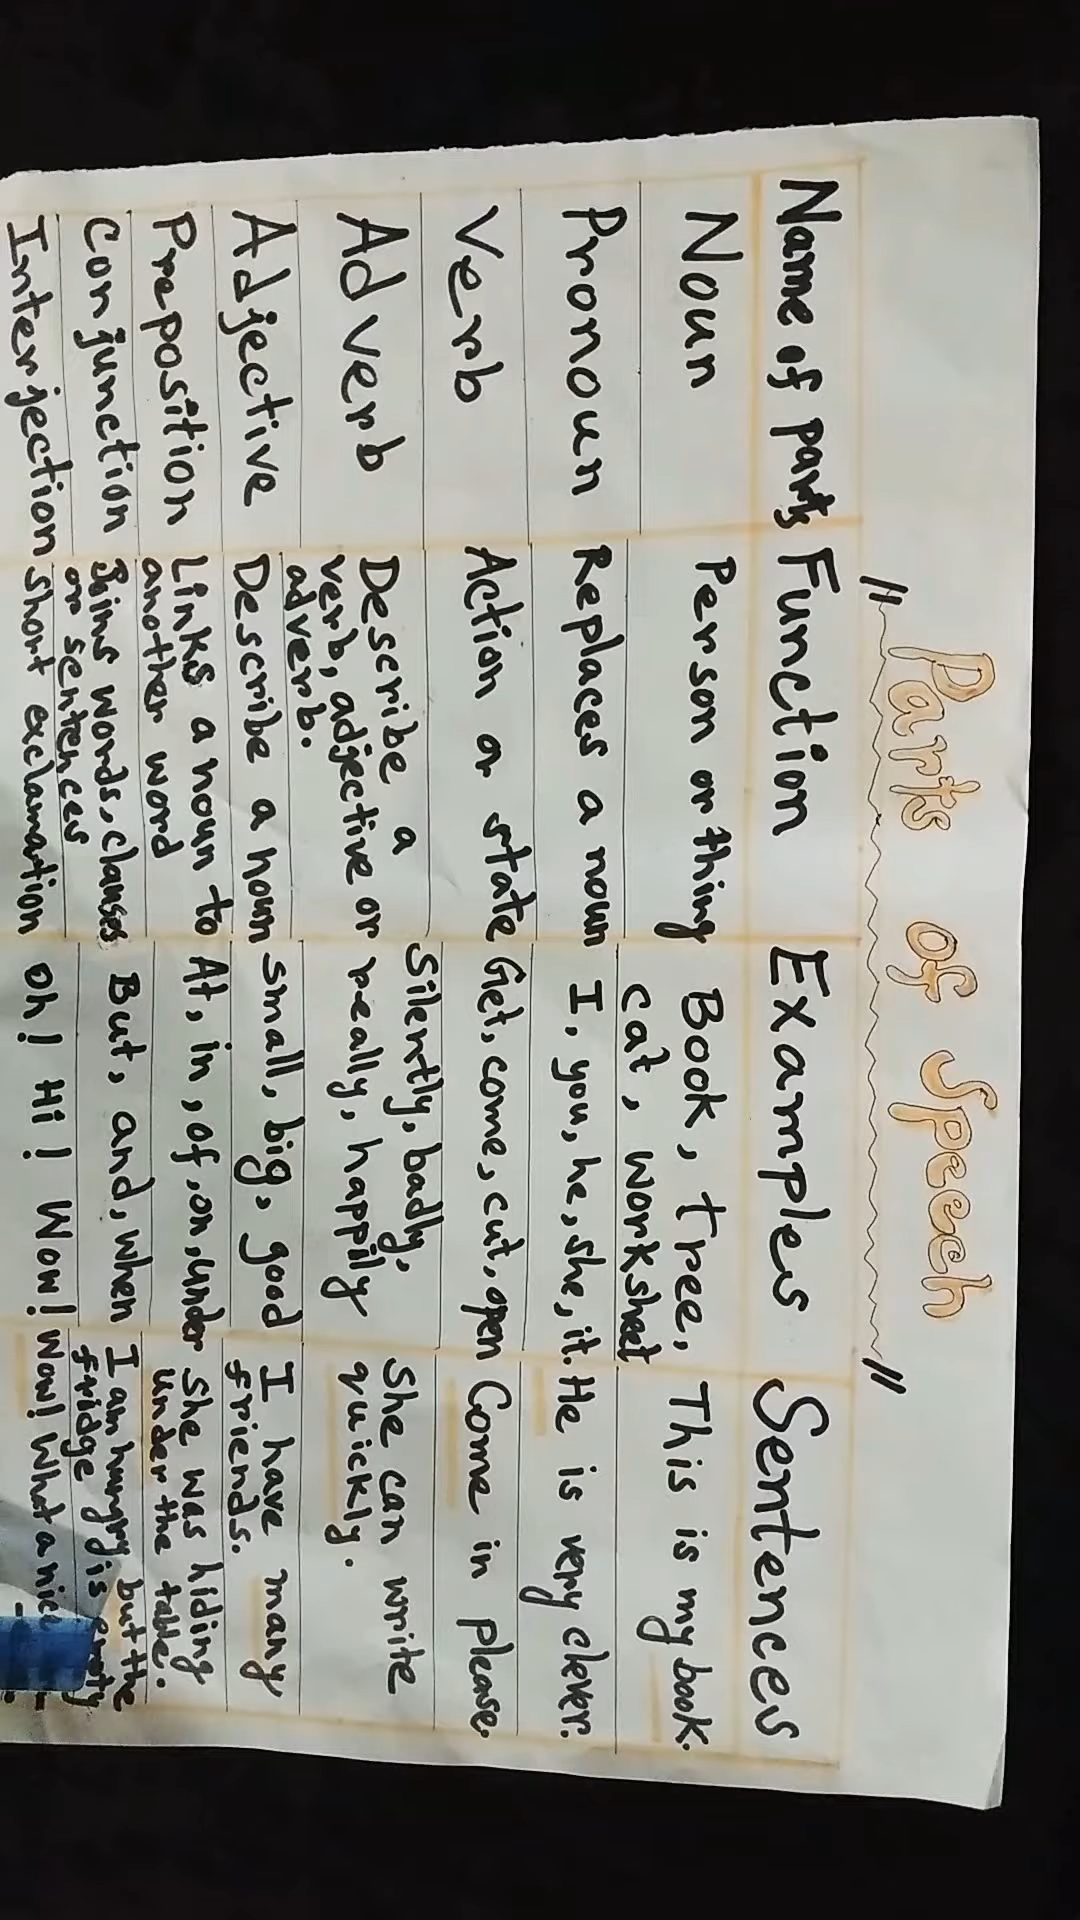 "Parts of Speech"
Name of parts Function Examples Sentences
Noun Person or thing Book, tree, cat, worksheet This is my book.
Pronoun Replaces a noun I, you, he, she, it. He is very clever.
Verb Action or state Get, come, cut, open Come in please.
Adverb Describe a verb, adjective or adverb. Silently, badly, really, happily She can write quickly.
Adjective Describe a noun small, big, good I have many friends.
Preposition Links a noun to another word At, in, of, on, under She was hiding under the table.
Conjunction Joins words, clauses or sentences But, and, when I am hungry but the fridge is
Interjection short exclamation oh! Hi! Wow! Wow! What a